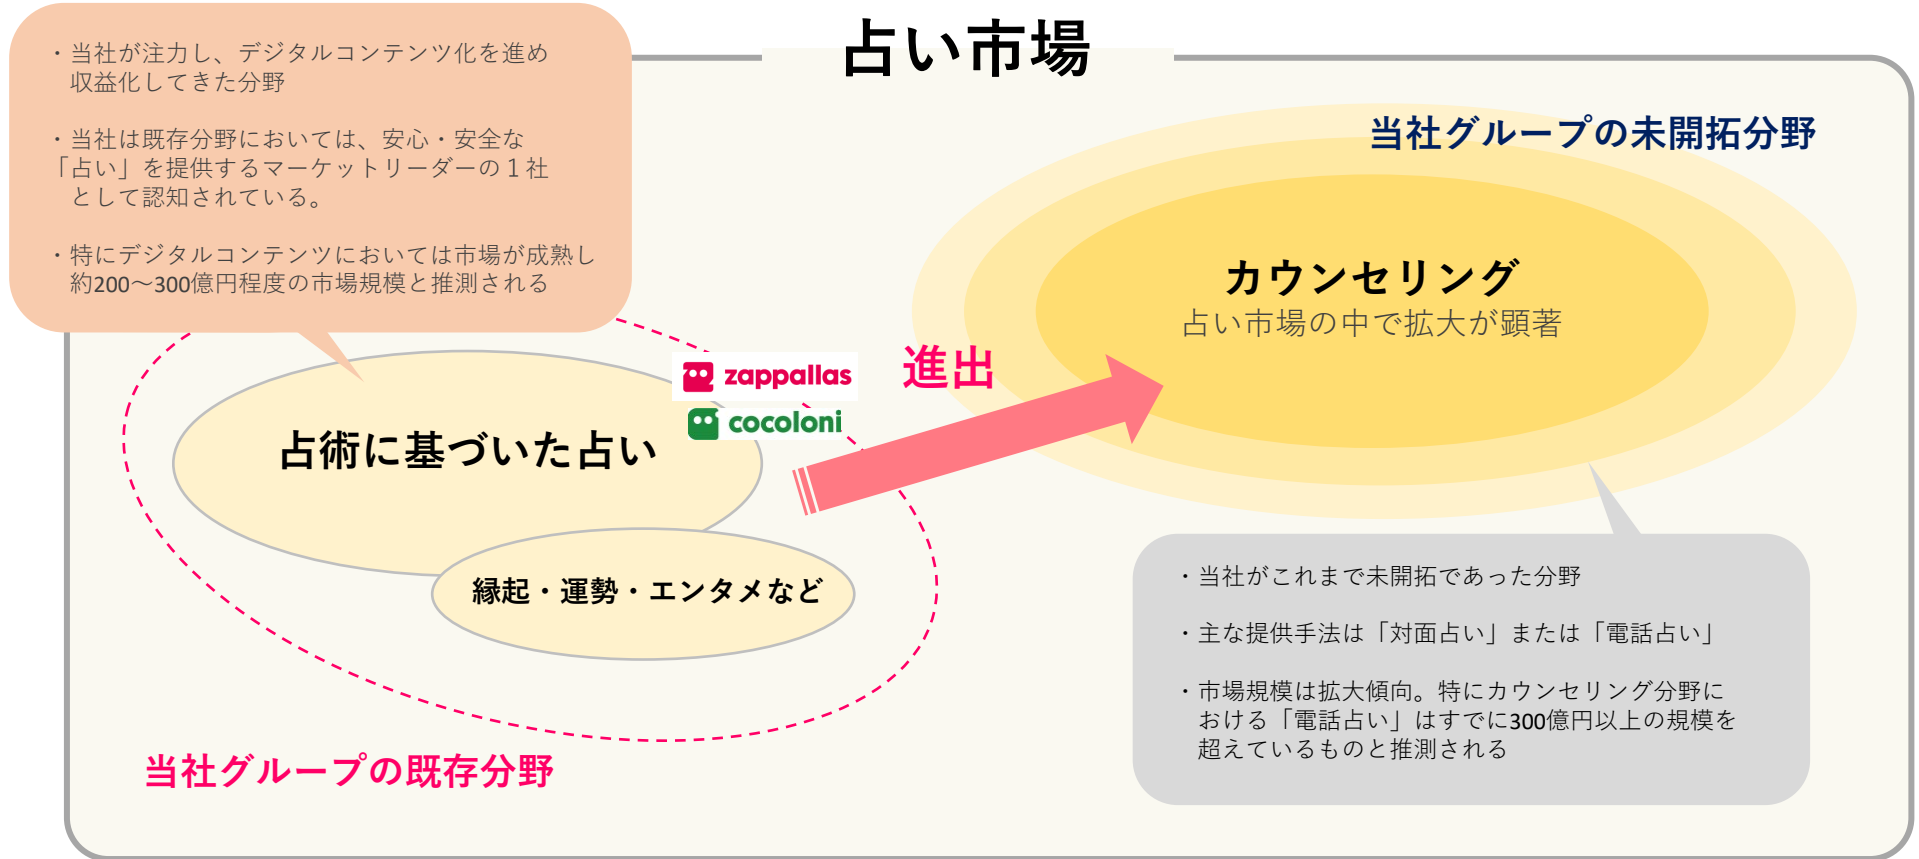 占い市場
・当社が注力し、デジタルコンテンツ化を進め
収益化してきた分野
・当社は既存分野においては、安心・安全な
「占い」を提供するマーケットリーダーの１社
として認知されている。
・特にデジタルコンテンツにおいては市場が成熟し
約200～300億円程度の市場規模と推測される
当社グループの未開拓分野
カウンセリング
占い市場の中で拡大が顕著
進出
zappallas
cocoloni
占術に基づいた占い
縁起・運勢・エンタメなど
当社グループの既存分野
・当社がこれまで未開拓であった分野
・主な提供手法は「対面占い」または「電話占い」
・市場規模は拡大傾向。特にカウンセリング分野に
おける「電話占い」はすでに300億円以上の規模を
超えているものと推測される